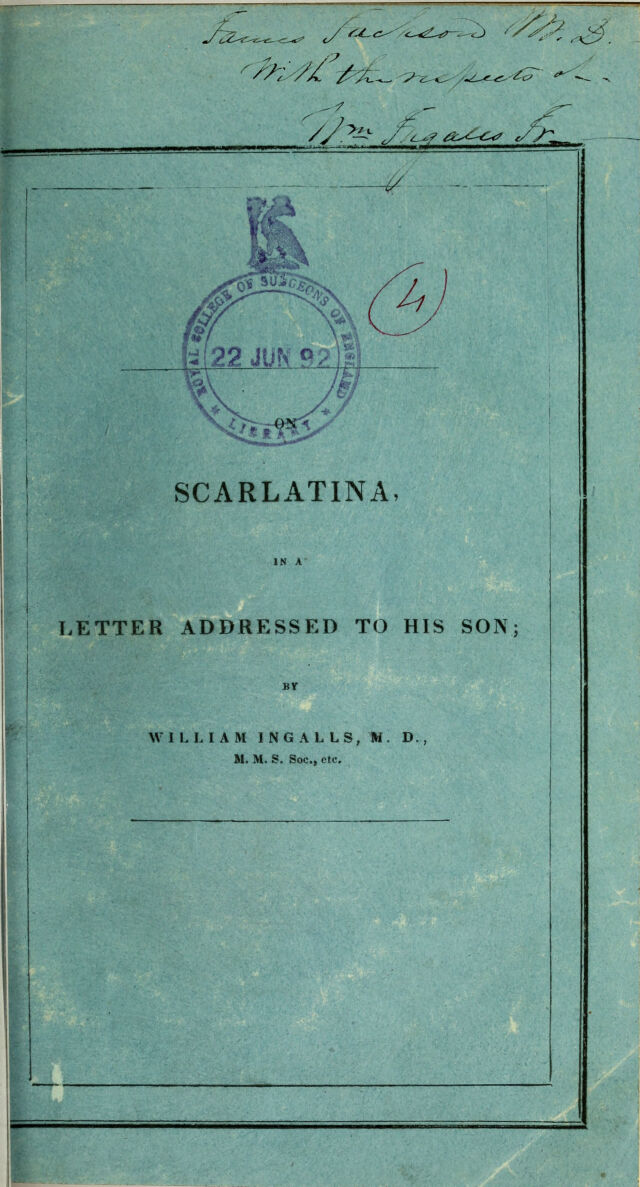 James Jackson M.D.
With the respects of
Wm Ingalls Jr.
ROYAL COLLEGE OF SURGEONS OF ENGLAND
22 JUN 92
* LIBRARY *
4
ON
SCARLATINA,
IN A
LETTER ADDRESSED TO HIS SON;
BY
WILLIAM INGALLS, M. D.,
M. M. S. Soc., etc.